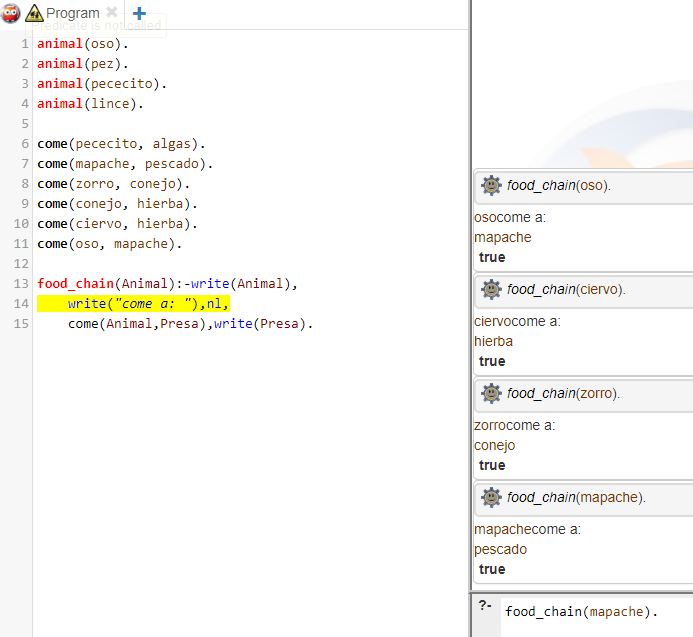 Program
Predicate is not called
1 animal(oso).
2 animal(pez).
3 animal(pececito).
4 animal(lince).
5
6 come(pececito, algas).
7 come(mapache, pescado).
8 come(zorro, conejo).
9 come(conejo, hierba).
10 come(ciervo, hierba).
11 come(oso, mapache).
12
13 food_chain(Animal):-write(Animal),
14 write("come a: "),nl,
15 come(Animal,Presa),write(Presa).
food_chain(oso).
osocome a:
mapache
true
food_chain(ciervo).
ciervocome a:
hierba
true
food_chain(zorro).
zorrocome a:
conejo
true
food_chain(mapache).
mapachecome a:
pescado
true
?- food_chain(mapache).